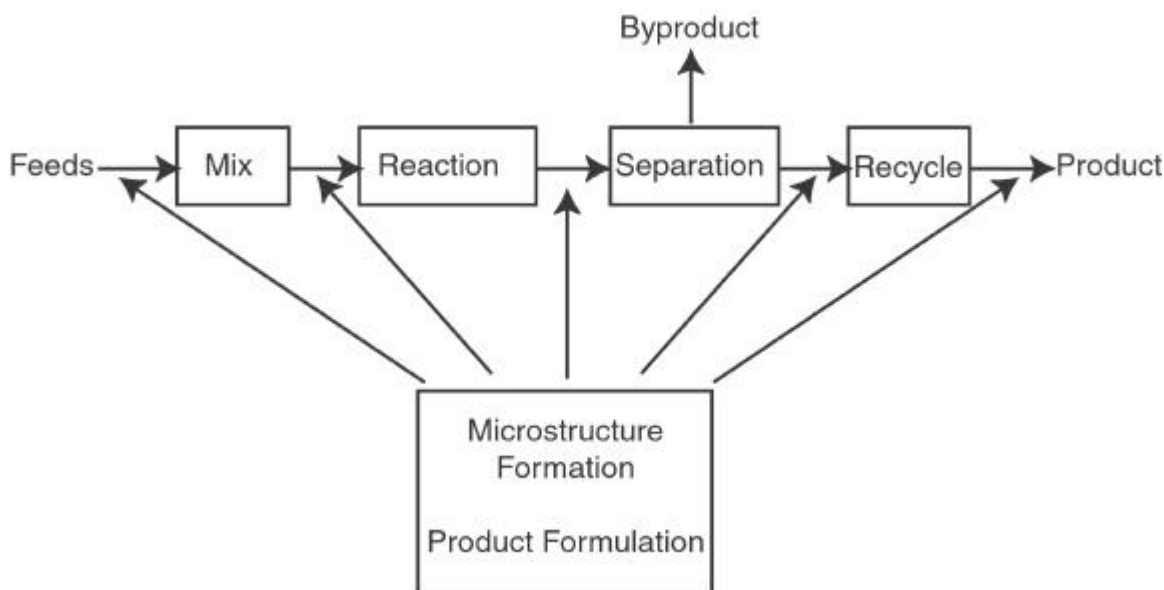 Byproduct
Feeds
Mix
Reaction
Separation
Recycle
Product
Microstructure
Formation
Product Formulation